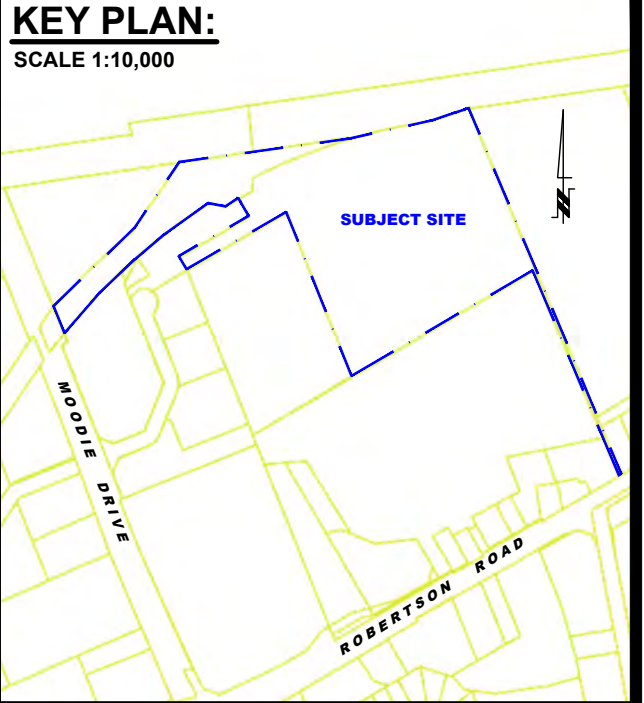 KEY PLAN:
SCALE 1:10,000
SUBJECT SITE
N
MOODIE DRIVE
ROBERTSON ROAD